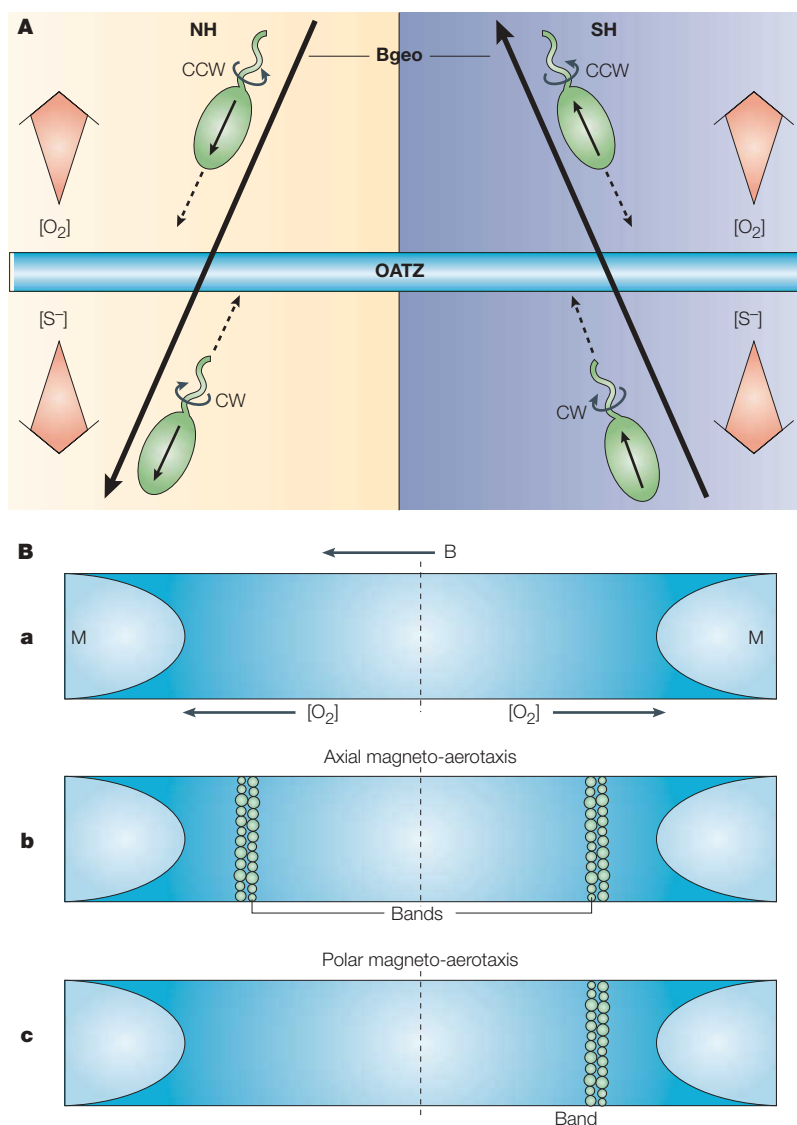 A
NH
SH
Bgeo
CCW
CCW
[O₂]
[O₂]
OATZ
[S⁻]
[S⁻]
CW
CW
B
B
a
M
M
[O₂]
[O₂]
Axial magneto-aerotaxis
b
Bands
Polar magneto-aerotaxis
c
Band